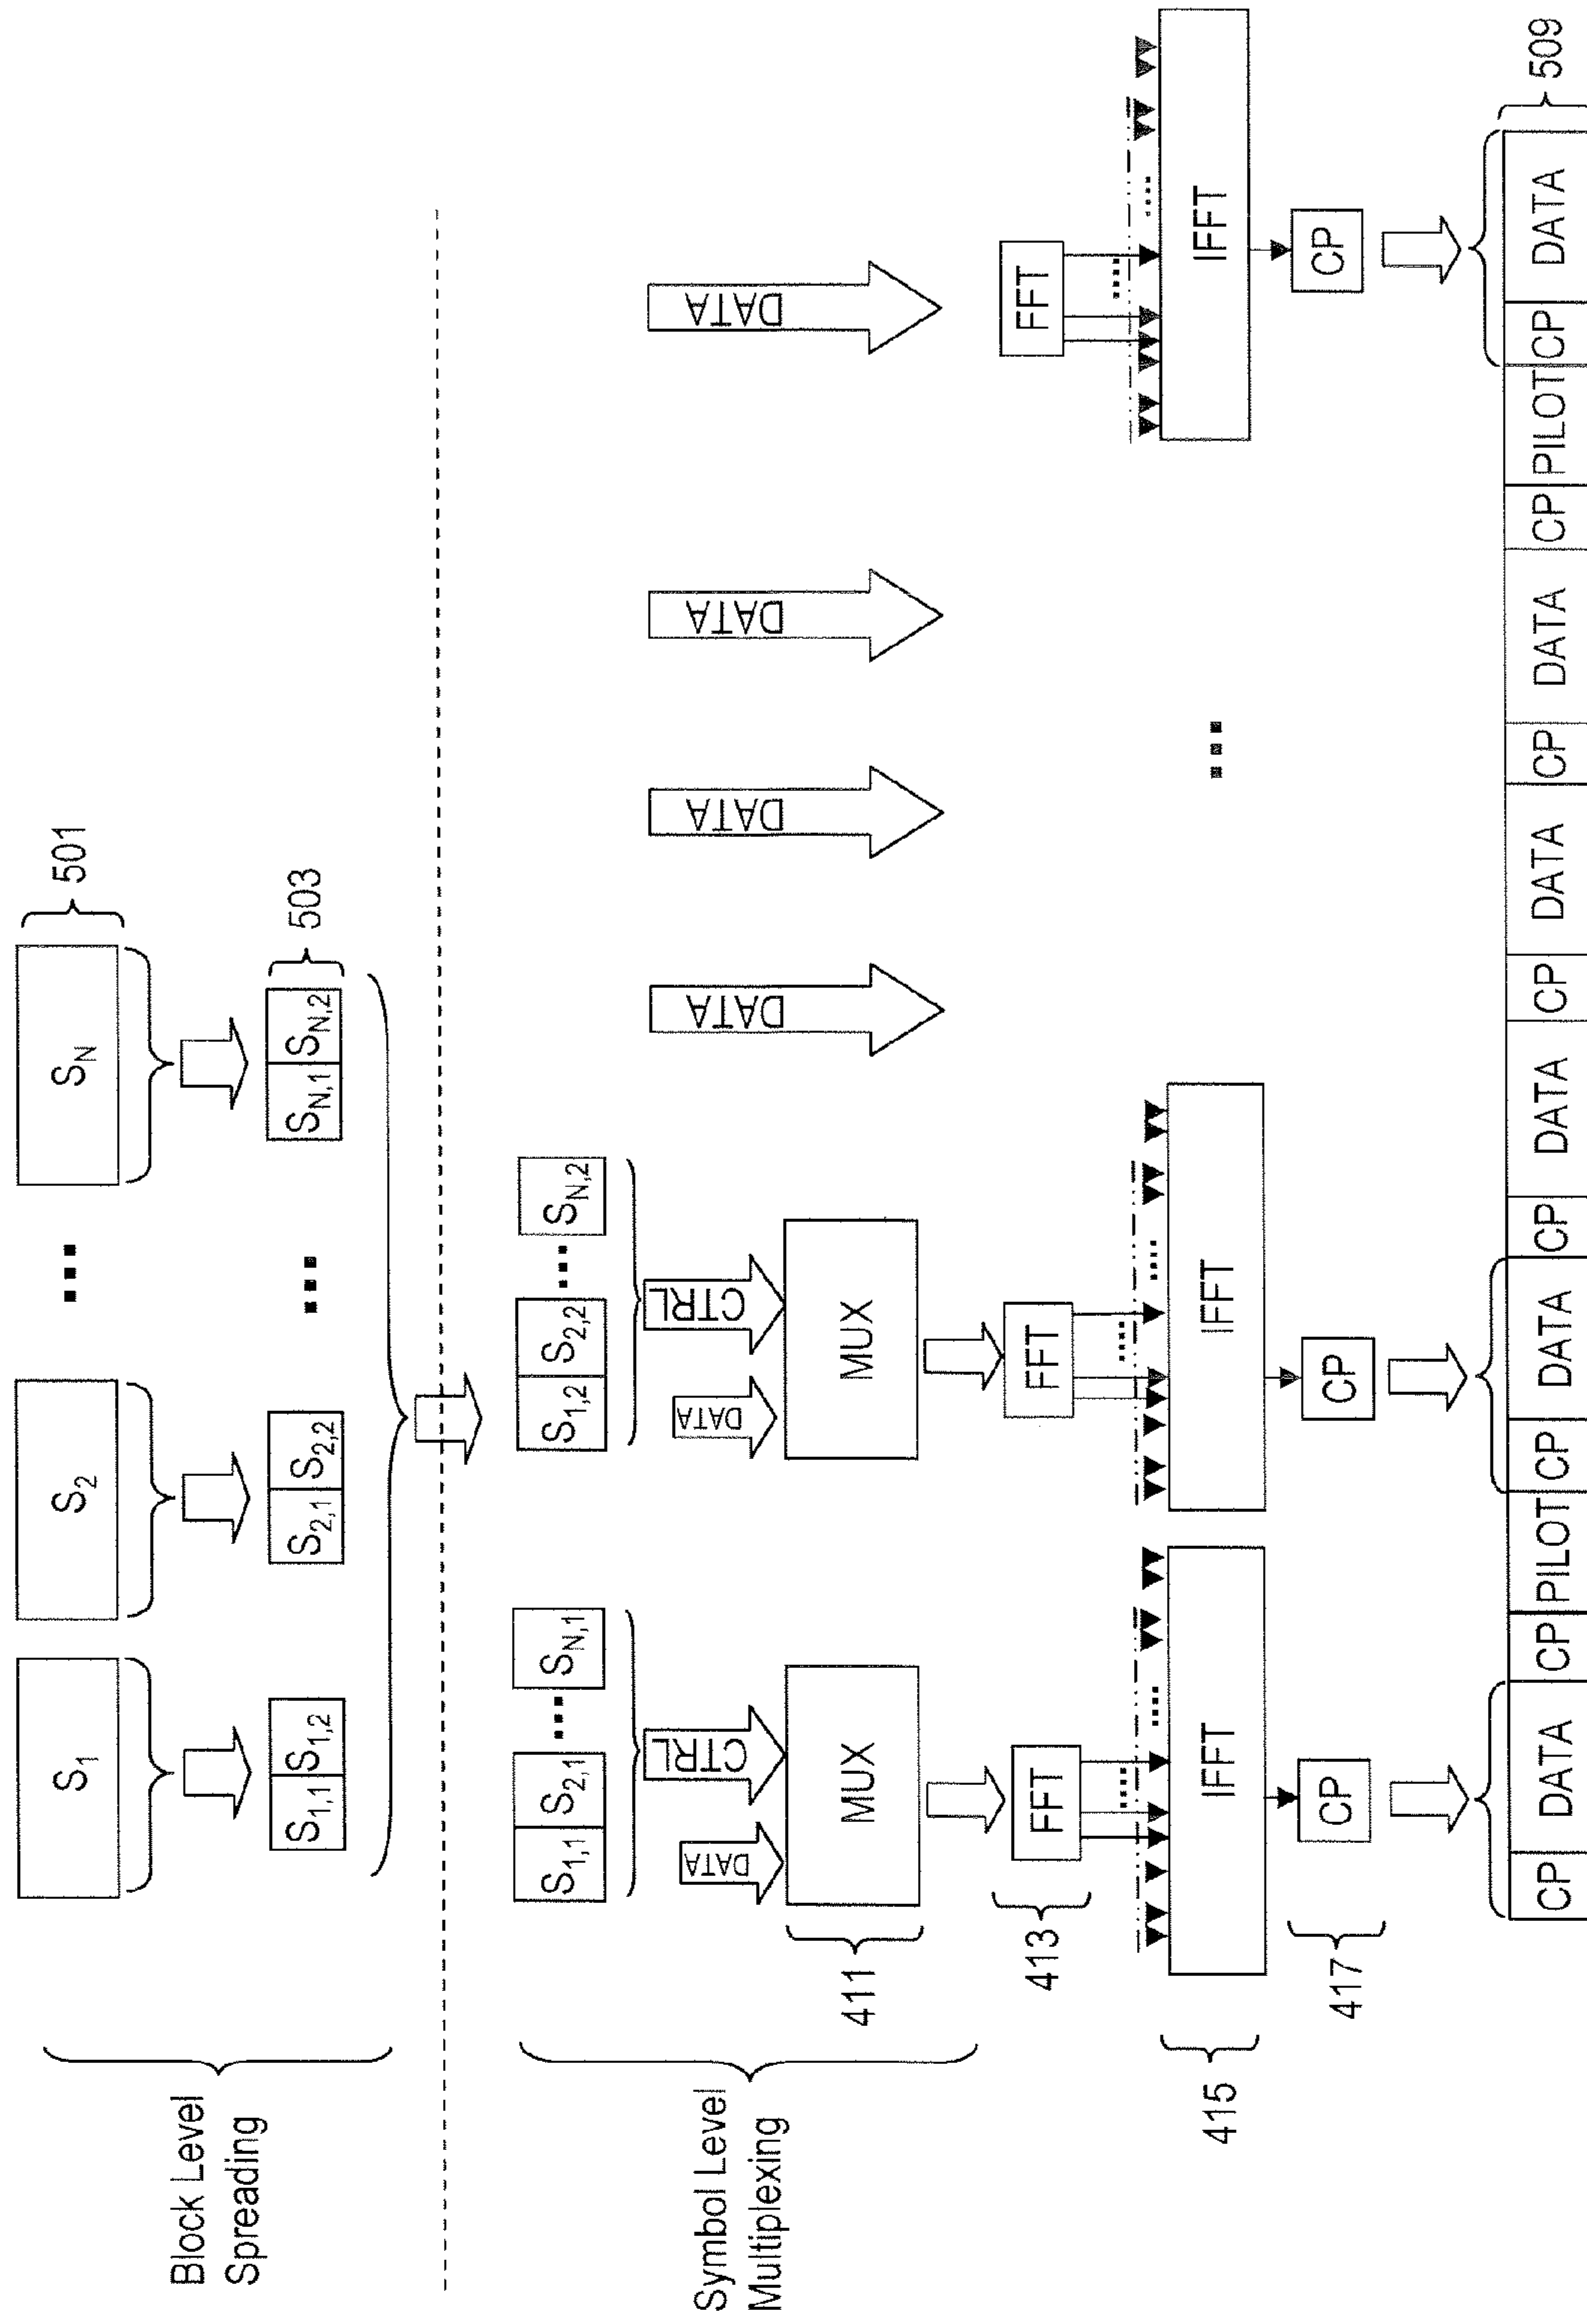 Block Level
Spreading
S1 S2 ... SN 501
S1,1 S1,2 S2,1 S2,2 ... SN,1 SN,2 503
Symbol Level
Multiplexing
S1,1 S2,1 ... SN,1 S1,2 S2,2 ... SN,2
DATA CTRL DATA CTRL DATA DATA DATA DATA
411 MUX MUX
413 FFT FFT FFT
415 IFFT IFFT ... IFFT
417 CP CP CP
CP DATA CP PILOT CP DATA CP DATA CP DATA CP DATA CP PILOT CP DATA 509